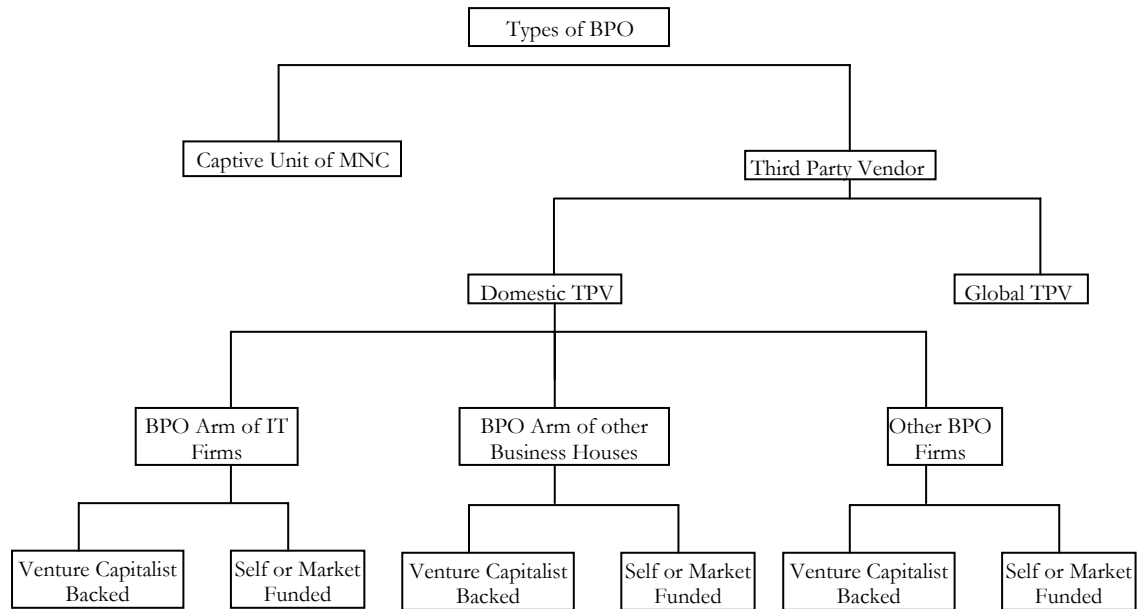 Types of BPO
Captive Unit of MNC
Third Party Vendor
Domestic TPV
Global TPV
BPO Arm of IT
Firms
BPO Arm of other
Business Houses
Other BPO
Firms
Venture Capitalist
Backed
Self or Market
Funded
Venture Capitalist
Backed
Self or Market
Funded
Venture Capitalist
Backed
Self or Market
Funded